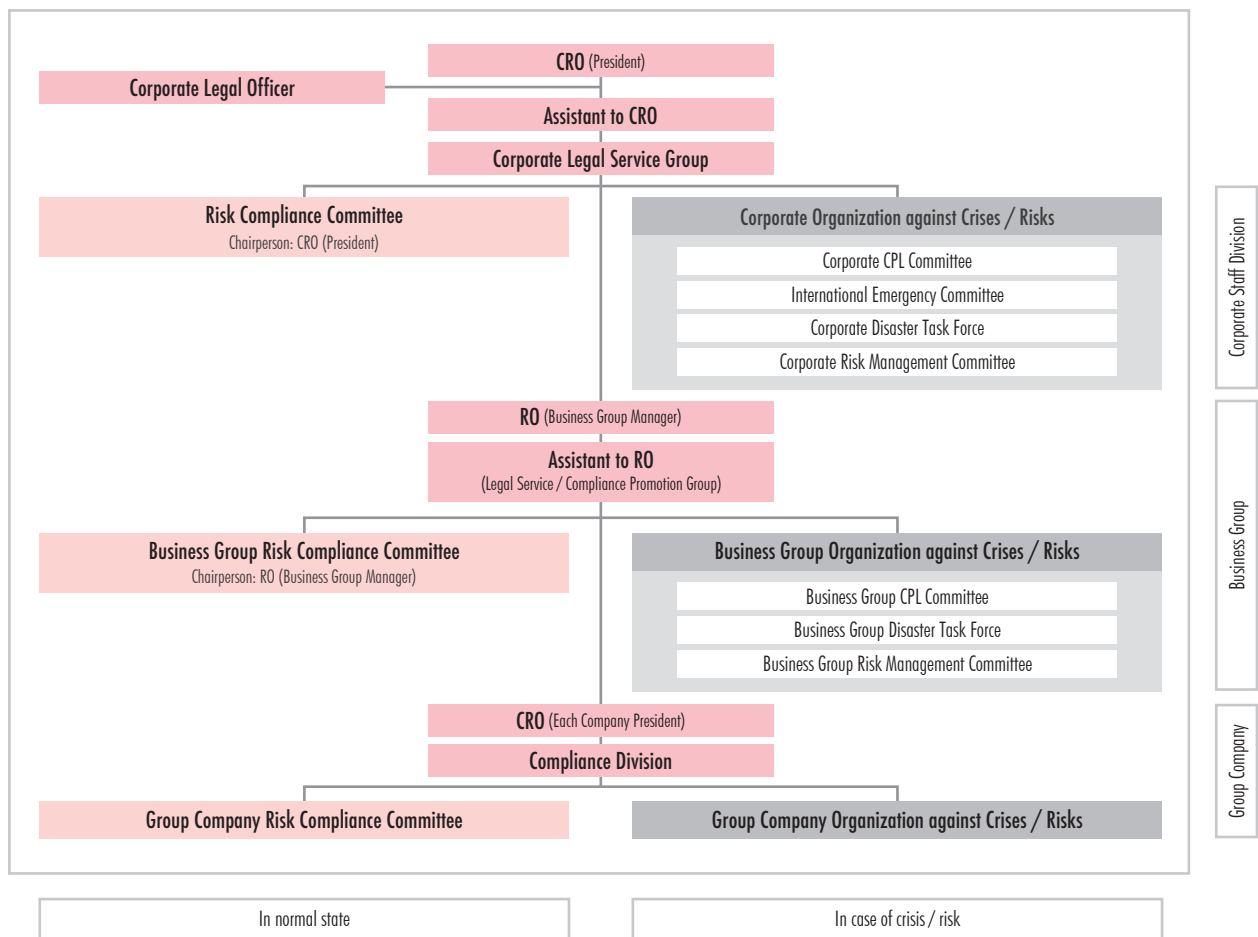 CRO (President)
Corporate Legal Officer
Assistant to CRO
Corporate Legal Service Group
Risk Compliance Committee
Chairperson: CRO (President)
Corporate Organization against Crises / Risks
Corporate CPL Committee
International Emergency Committee
Corporate Disaster Task Force
Corporate Risk Management Committee
Corporate Staff Division
RO (Business Group Manager)
Assistant to RO
(Legal Service / Compliance Promotion Group)
Business Group Risk Compliance Committee
Chairperson: RO (Business Group Manager)
Business Group Organization against Crises / Risks
Business Group CPL Committee
Business Group Disaster Task Force
Business Group Risk Management Committee
Business Group
CRO (Each Company President)
Compliance Division
Group Company Risk Compliance Committee
Group Company Organization against Crises / Risks
Group Company
In normal state
In case of crisis / risk